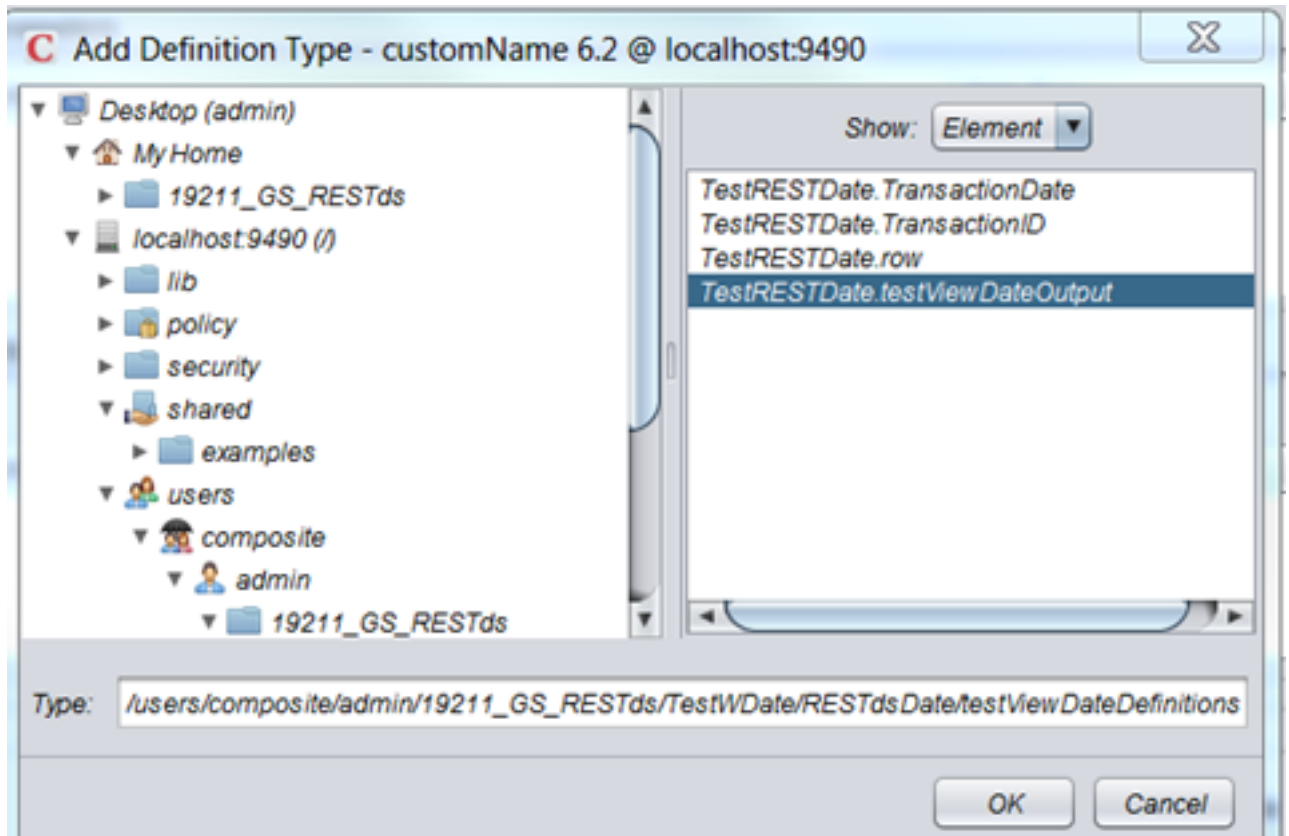 C Add Definition Type - customName 6.2 @ localhost:9490
Desktop (admin)
My Home
19211_GS_RESTds
localhost:9490 (/)
lib
policy
security
shared
examples
users
composite
admin
19211_GS_RESTds
Show: Element
TestRESTDate.TransactionDate
TestRESTDate.TransactionID
TestRESTDate.row
TestRESTDate.testViewDateOutput
Type: /users/composite/admin/19211_GS_RESTds/TestWDate/RESTdsDate/testViewDateDefinitions
OK Cancel